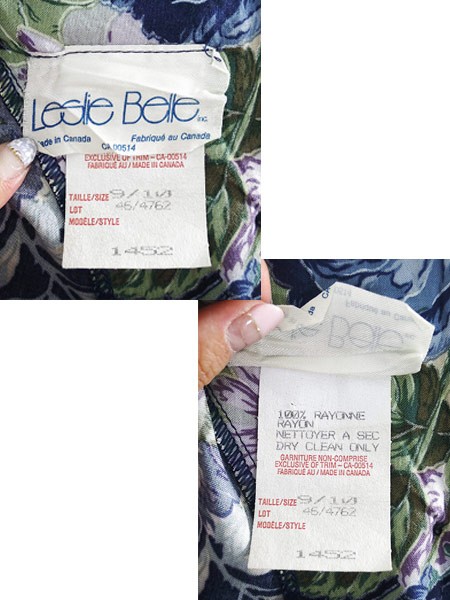 Leslie Belle inc.
Made in Canada Fabriqué au Canada
CA 00514
EXCLUSIVE OF TRIM - CA-00514
FABRIQUÉ AU / MADE IN CANADA
TAILLE/SIZE 9/10
LOT 46/4762
MODÈLE/STYLE
1452
100% RAYONNE
RAYON
NETTOYER A SEC
DRY CLEAN ONLY
GARNITURE NON-COMPRISE
EXCLUSIVE OF TRIM - CA-00514
FABRIQUÉ AU / MADE IN CANADA
TAILLE/SIZE 9/10
LOT 46/4762
MODÈLE/STYLE
1452